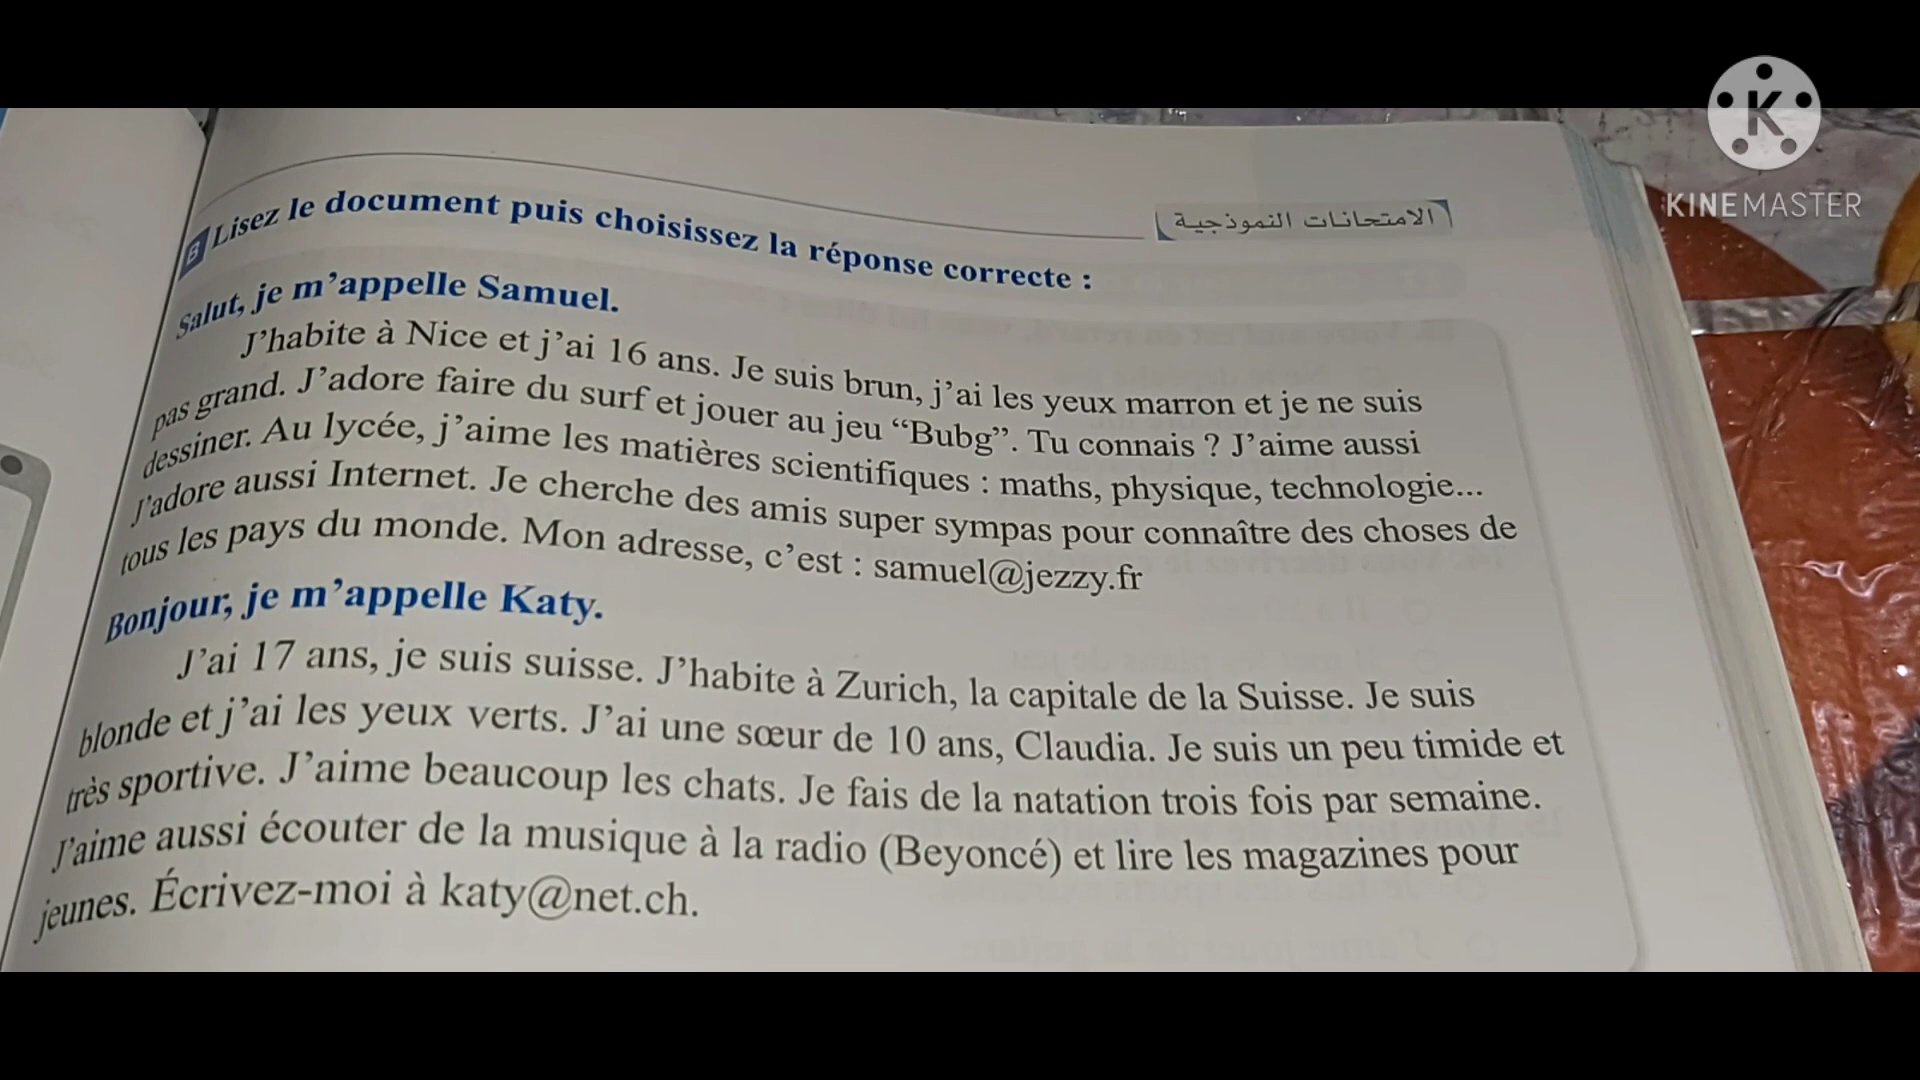 KINEMASTER
الامتحانات النموذجية
B Lisez le document puis choisissez la réponse correcte :
Salut, je m'appelle Samuel.
J'habite à Nice et j'ai 16 ans. Je suis brun, j'ai les yeux marron et je ne suis
pas grand. J'adore faire du surf et jouer au jeu “Bubg”. Tu connais ? J'aime aussi
dessiner. Au lycée, j'aime les matières scientifiques : maths, physique, technologie...
J'adore aussi Internet. Je cherche des amis super sympas pour connaître des choses de
tous les pays du monde. Mon adresse, c'est : samuel@jezzy.fr
Bonjour, je m'appelle Katy.
J'ai 17 ans, je suis suisse. J'habite à Zurich, la capitale de la Suisse. Je suis
blonde et j'ai les yeux verts. J'ai une sœur de 10 ans, Claudia. Je suis un peu timide et
très sportive. J'aime beaucoup les chats. Je fais de la natation trois fois par semaine.
J'aime aussi écouter de la musique à la radio (Beyoncé) et lire les magazines pour
jeunes. Écrivez-moi à katy@net.ch.